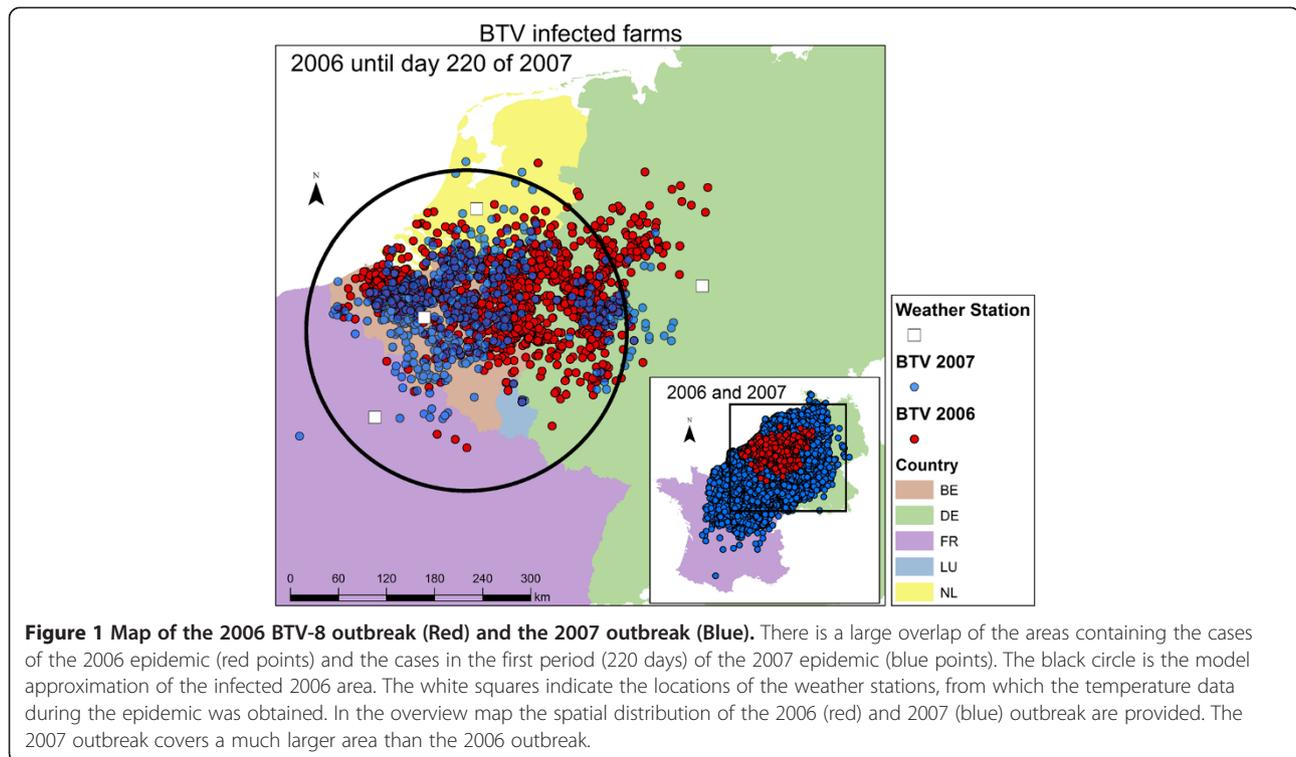 BTV infected farms
2006 until day 220 of 2007
N
Weather Station
BTV 2007
BTV 2006
Country
BE
DE
FR
LU
NL
2006 and 2007
N
0 60 120 180 240 300
km
Figure 1 Map of the 2006 BTV-8 outbreak (Red) and the 2007 outbreak (Blue). There is a large overlap of the areas containing the cases
of the 2006 epidemic (red points) and the cases in the first period (220 days) of the 2007 epidemic (blue points). The black circle is the model
approximation of the infected 2006 area. The white squares indicate the locations of the weather stations, from which the temperature data
during the epidemic was obtained. In the overview map the spatial distribution of the 2006 (red) and 2007 (blue) outbreak are provided. The
2007 outbreak covers a much larger area than the 2006 outbreak.